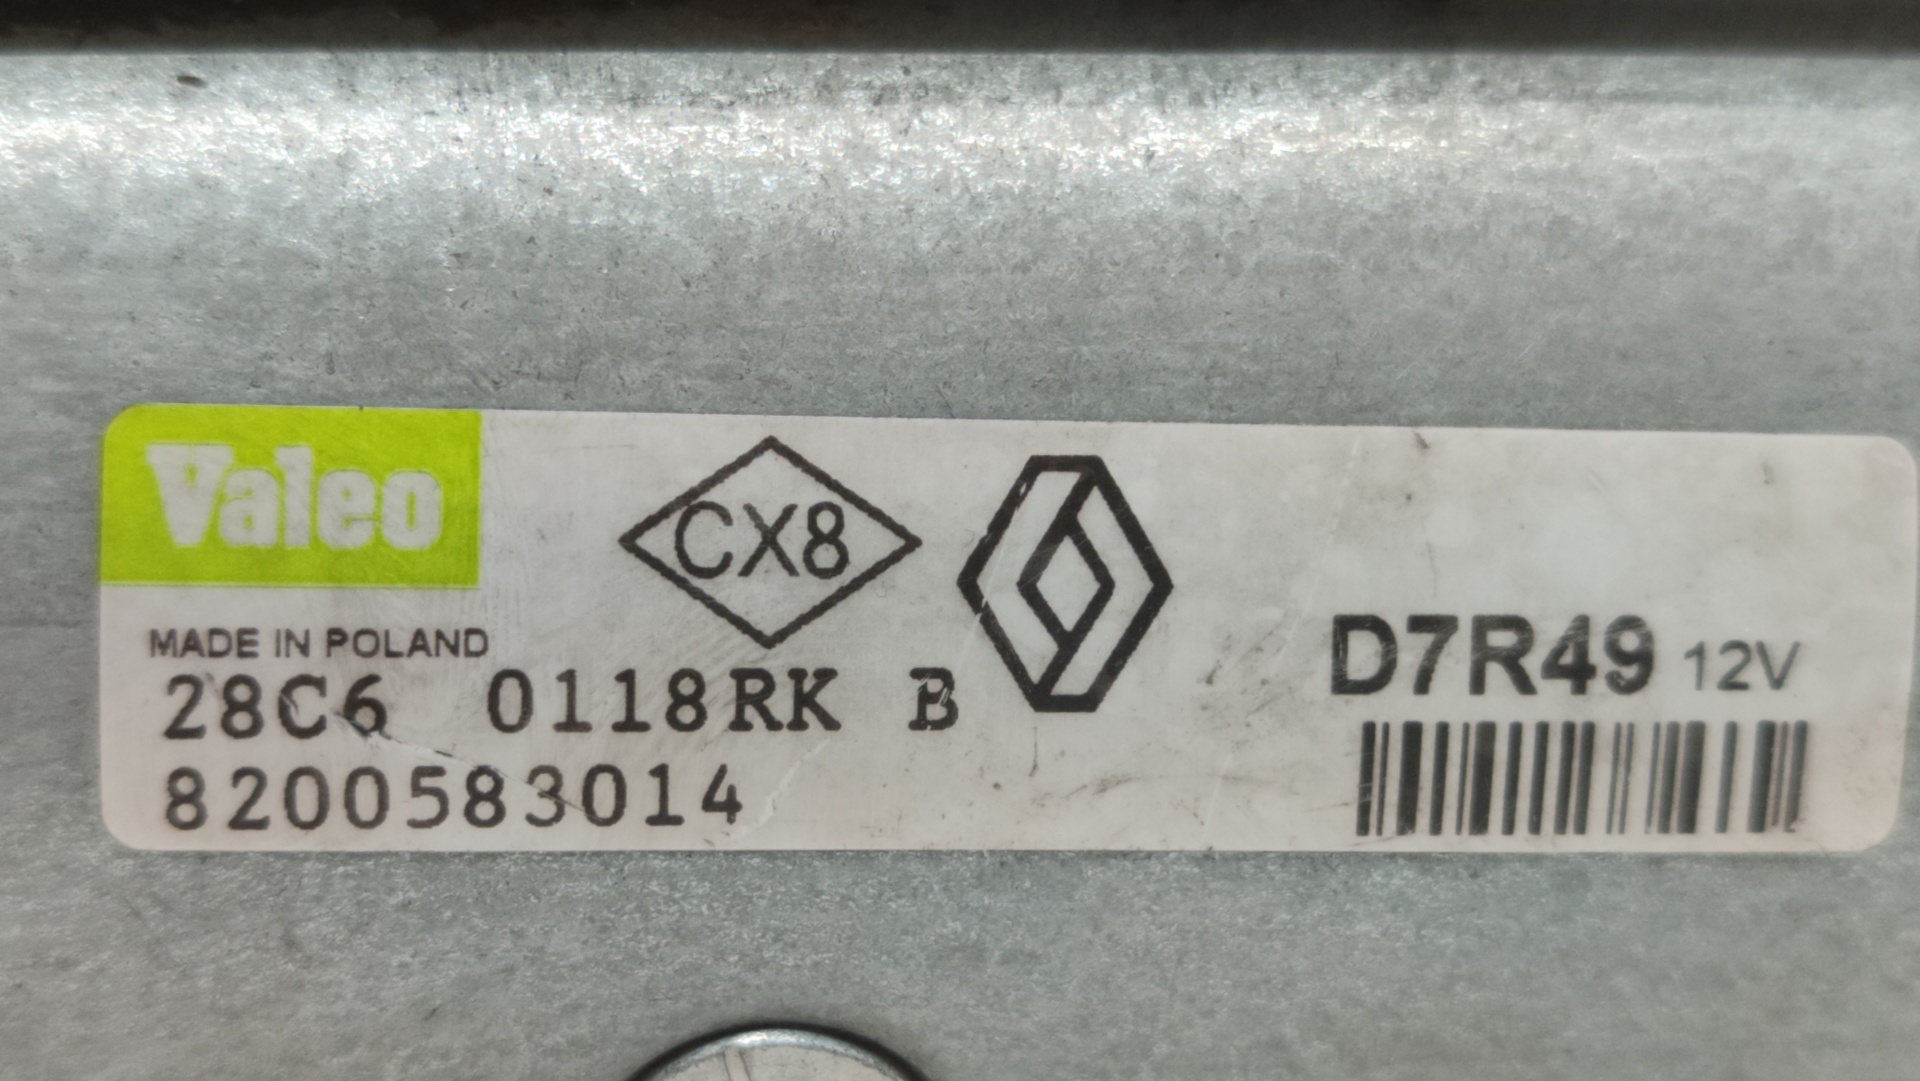 Valeo
CX8
MADE IN POLAND
28C6 0118RK B
8200583014
D7R49 12V